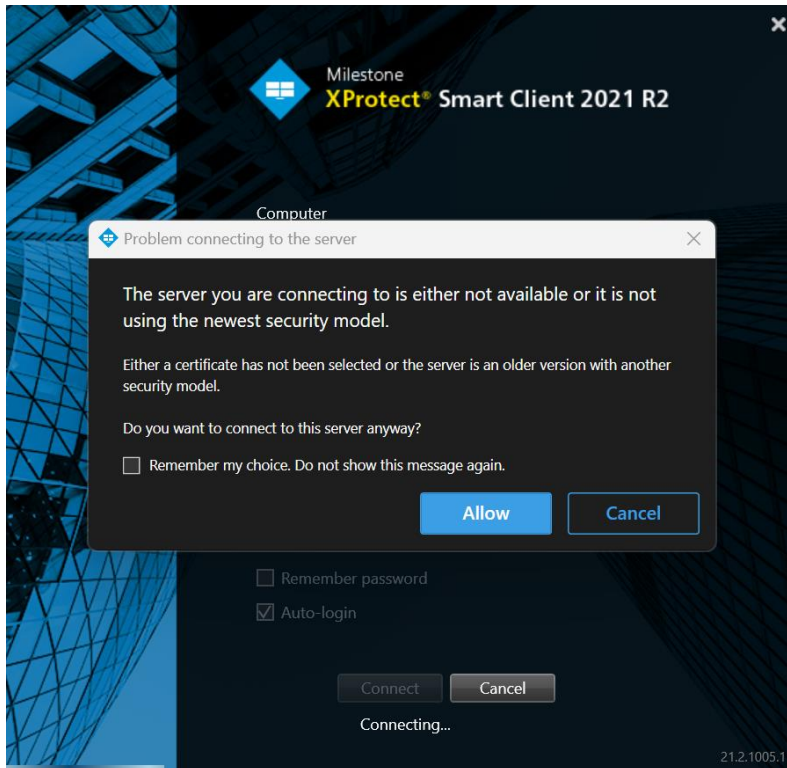 Milestone
XProtect® Smart Client 2021 R2
Computer
Problem connecting to the server
The server you are connecting to is either not available or it is not
using the newest security model.
Either a certificate has not been selected or the server is an older version with another
security model.
Do you want to connect to this server anyway?
Remember my choice. Do not show this message again.
Allow Cancel
Remember password
Auto-login
Connect Cancel
Connecting...
21.2.1005.1